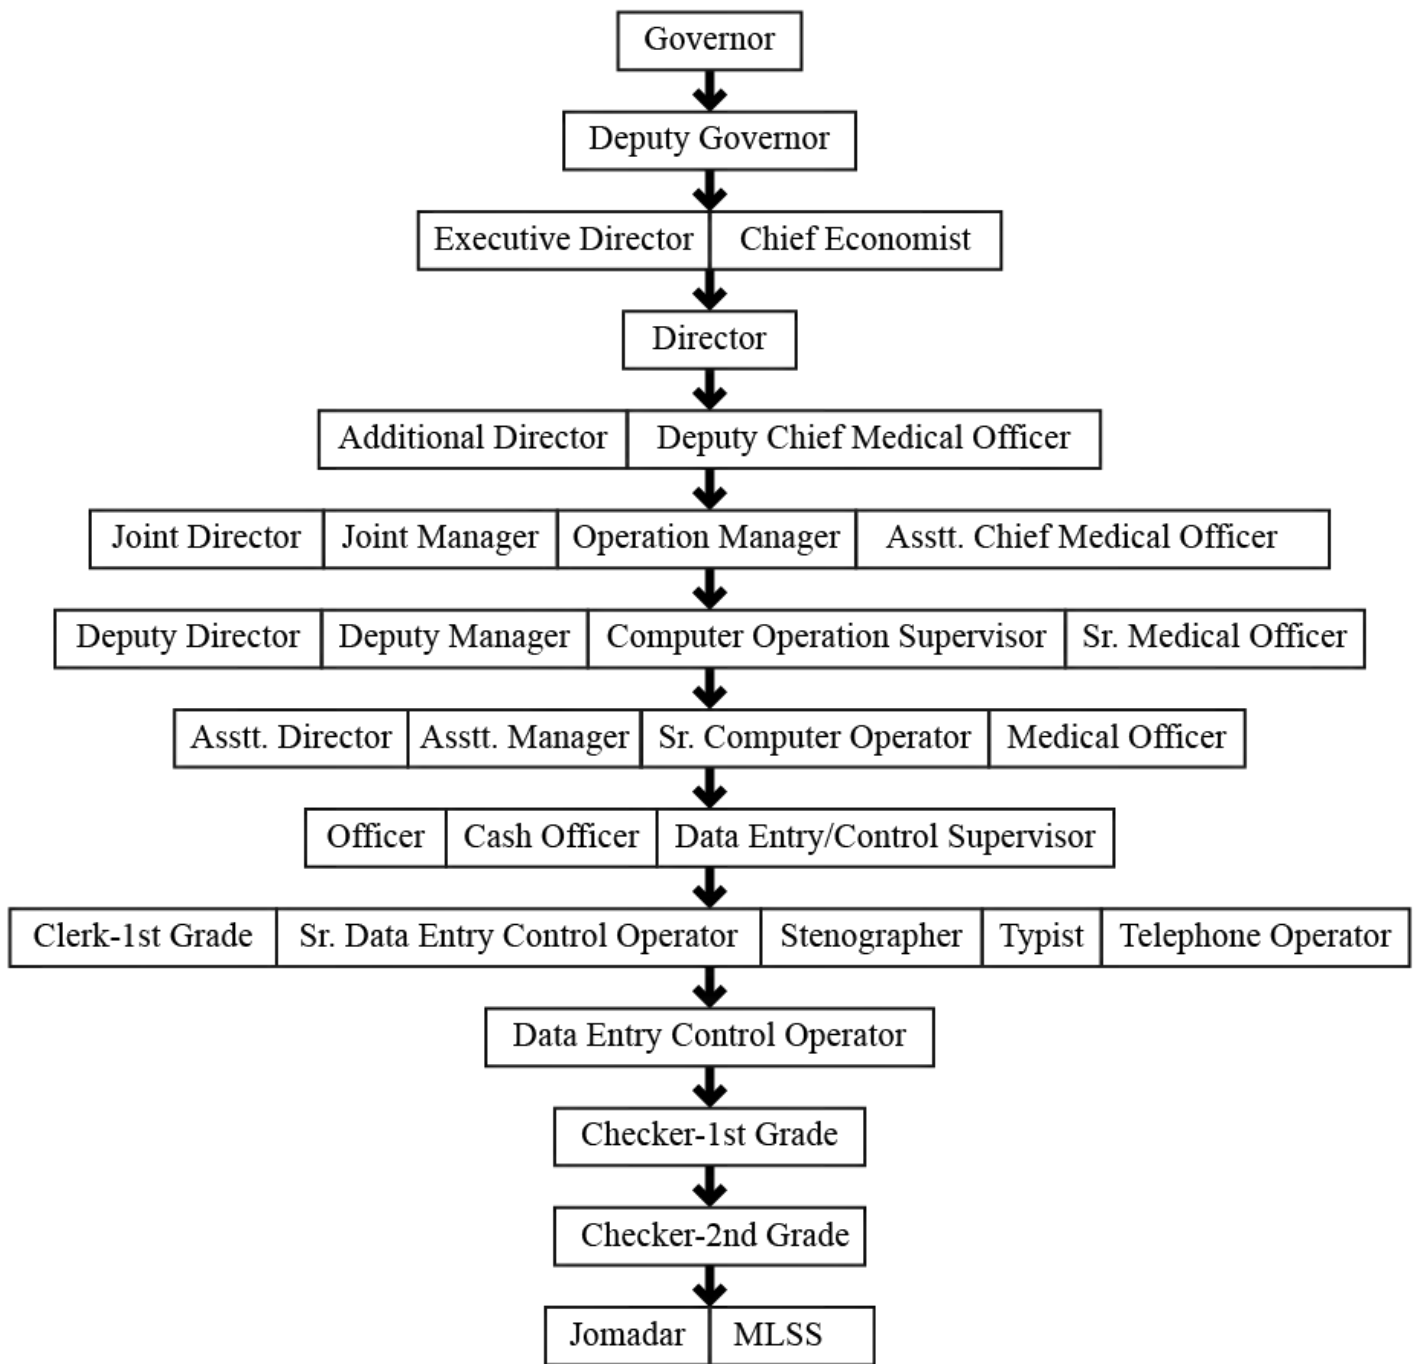 Governor
Deputy Governor
Executive Director Chief Economist
Director
Additional Director Deputy Chief Medical Officer
Joint Director Joint Manager Operation Manager Asstt. Chief Medical Officer
Deputy Director Deputy Manager Computer Operation Supervisor Sr. Medical Officer
Asstt. Director Asstt. Manager Sr. Computer Operator Medical Officer
Officer Cash Officer Data Entry/Control Supervisor
Clerk-1st Grade Sr. Data Entry Control Operator Stenographer Typist Telephone Operator
Data Entry Control Operator
Checker-1st Grade
Checker-2nd Grade
Jomadar MLSS